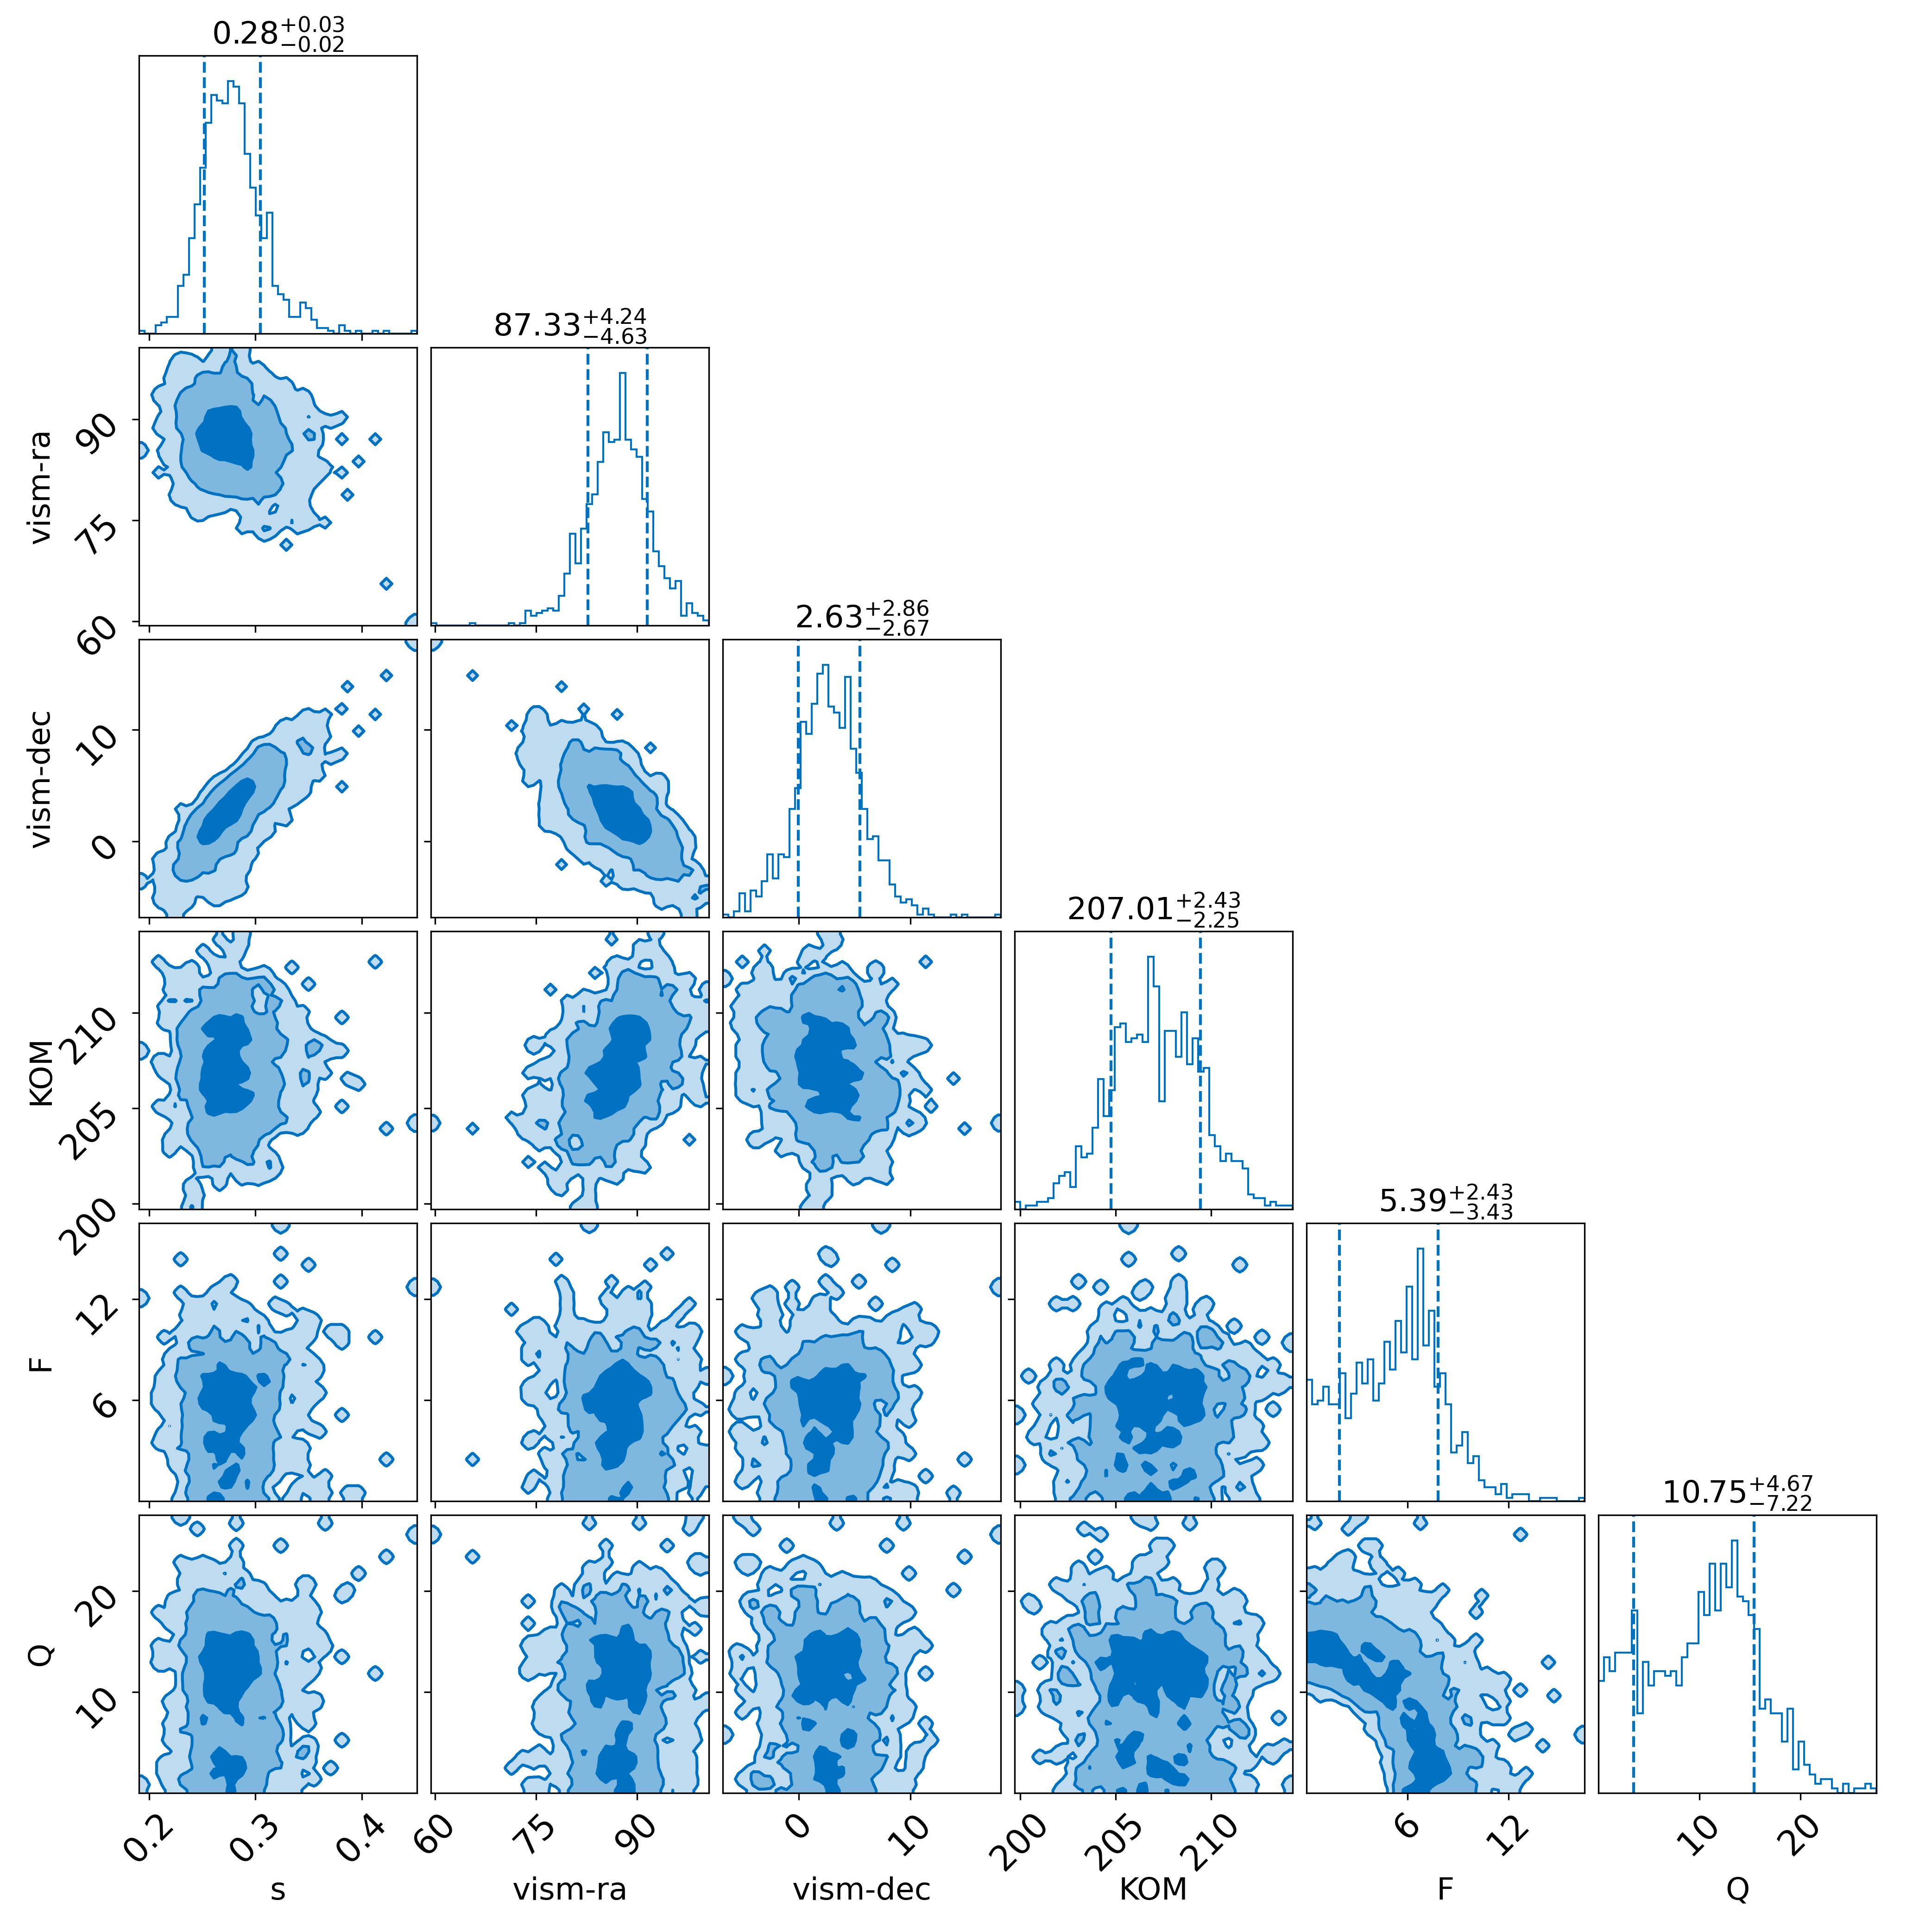 0.28+0.03−0.02
87.33+4.24−4.63
90
75
60
vism-ra
2.63+2.86−2.67
10
0
vism-dec
207.01+2.43−2.25
210
205
200
KOM
5.39+2.43−3.43
12
6
F
10.75+4.67−7.22
20
10
Q
0.2 0.3 0.4 60 75 90 0 10 200 205 210 6 12 10 20
s vism-ra vism-dec KOM F Q